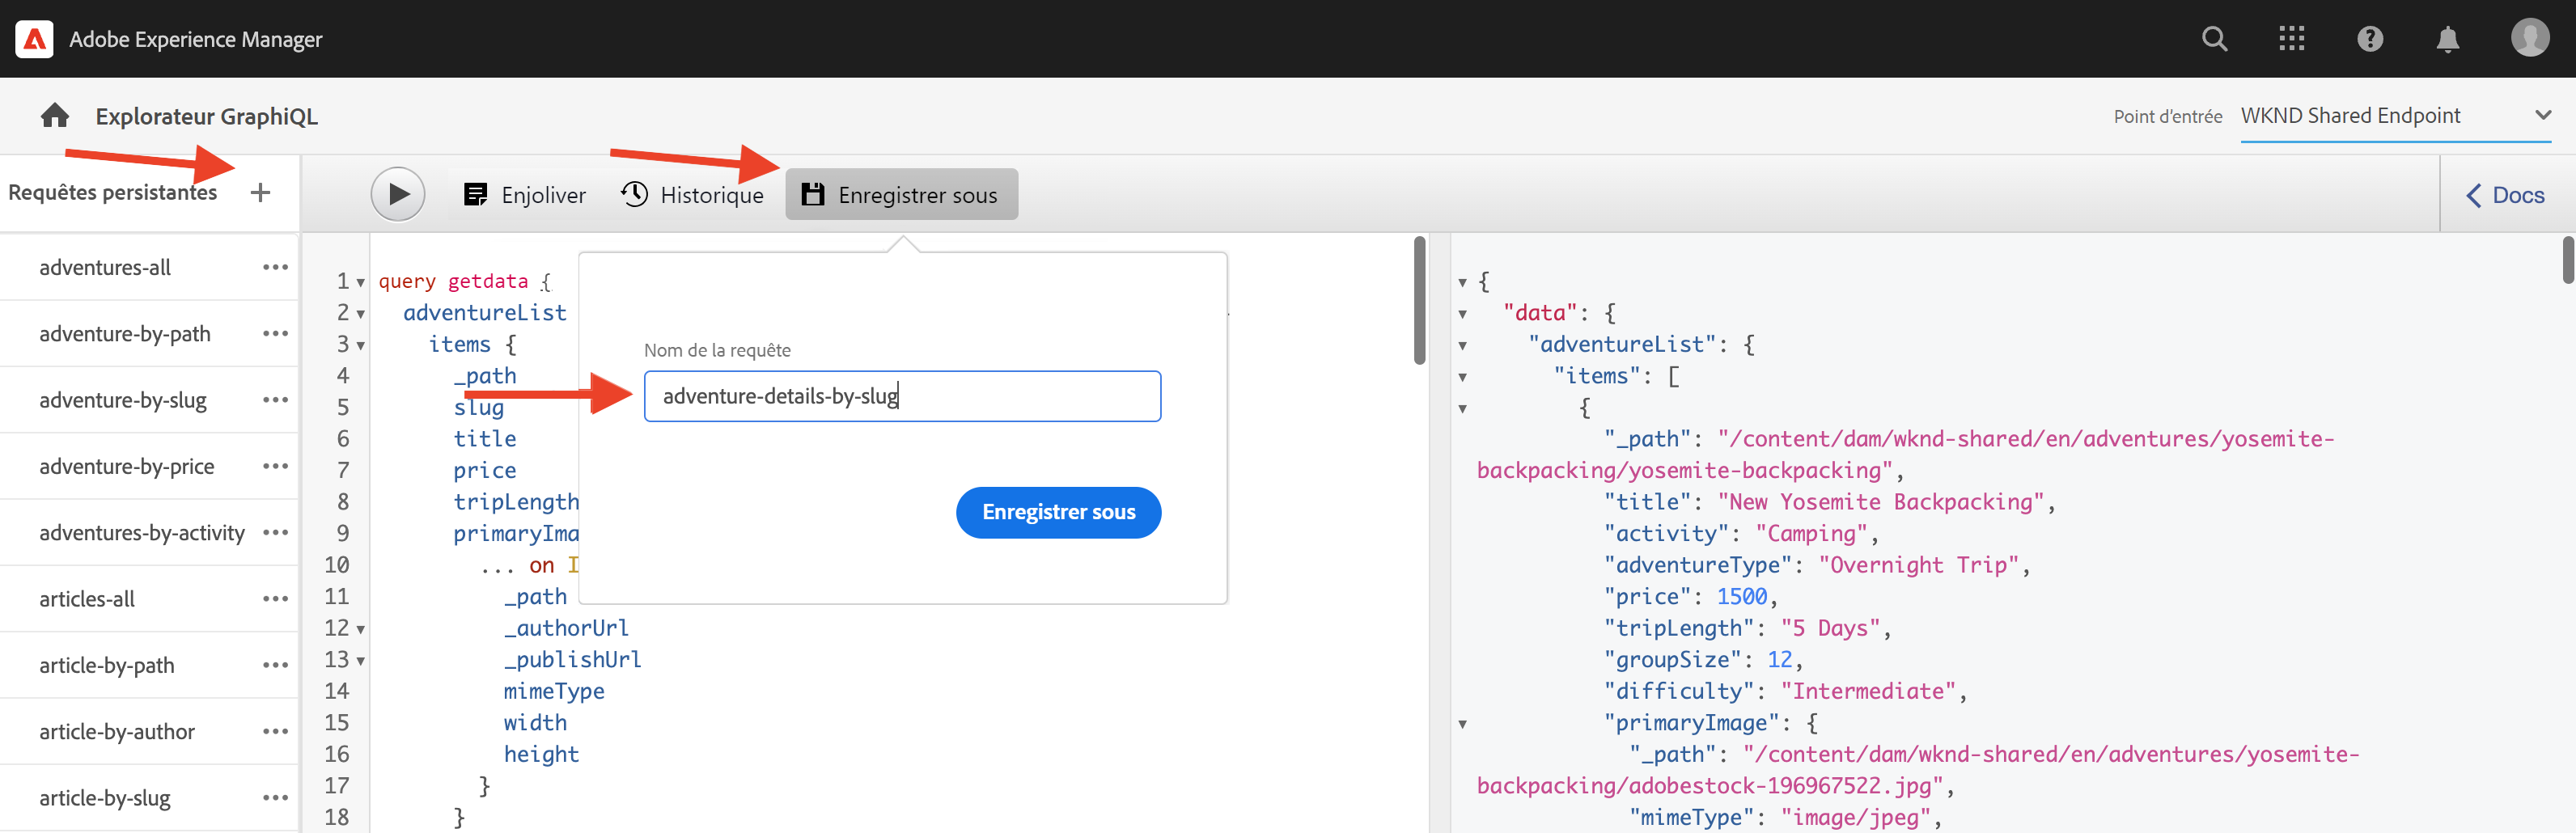 Adobe Experience Manager
Explorateur GraphiQL
Point d'entrée WKND Shared Endpoint
Requêtes persistantes +
Enjoliver Historique Enregistrer sous
Docs
adventures-all
adventure-by-path
adventure-by-slug
adventure-by-price
adventures-by-activity
articles-all
article-by-path
article-by-author
article-by-slug
1 query getdata {
2 adventureList
3 items {
4 _path
5 slug
6 title
7 price
8 tripLength
9 primaryIma
10 ... on I
11 _path
12 _authorUrl
13 _publishUrl
14 mimeType
15 width
16 height
17 }
18 }
Nom de la requête
adventure-details-by-slug
Enregistrer sous
{
"data": {
"adventureList": {
"items": [
{
"_path": "/content/dam/wknd-shared/en/adventures/yosemite-
backpacking/yosemite-backpacking",
"title": "New Yosemite Backpacking",
"activity": "Camping",
"adventureType": "Overnight Trip",
"price": 1500,
"tripLength": "5 Days",
"groupSize": 12,
"difficulty": "Intermediate",
"primaryImage": {
"_path": "/content/dam/wknd-shared/en/adventures/yosemite-
backpacking/adobestock-196967522.jpg",
"mimeType": "image/jpeg",